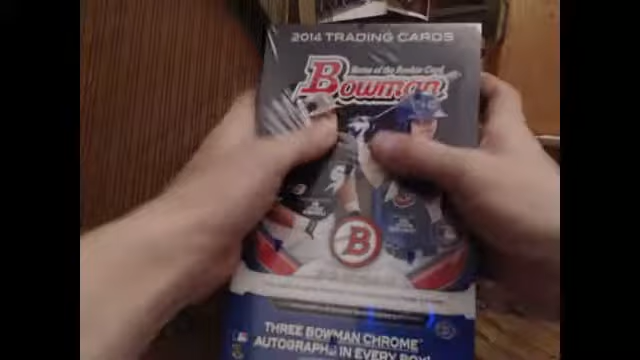 2014 TRADING CARDS
Home of the Rookie Card
Bowman
B
THREE BOWMAN CHROME
AUTOGRAPHS IN EVERY BOX!